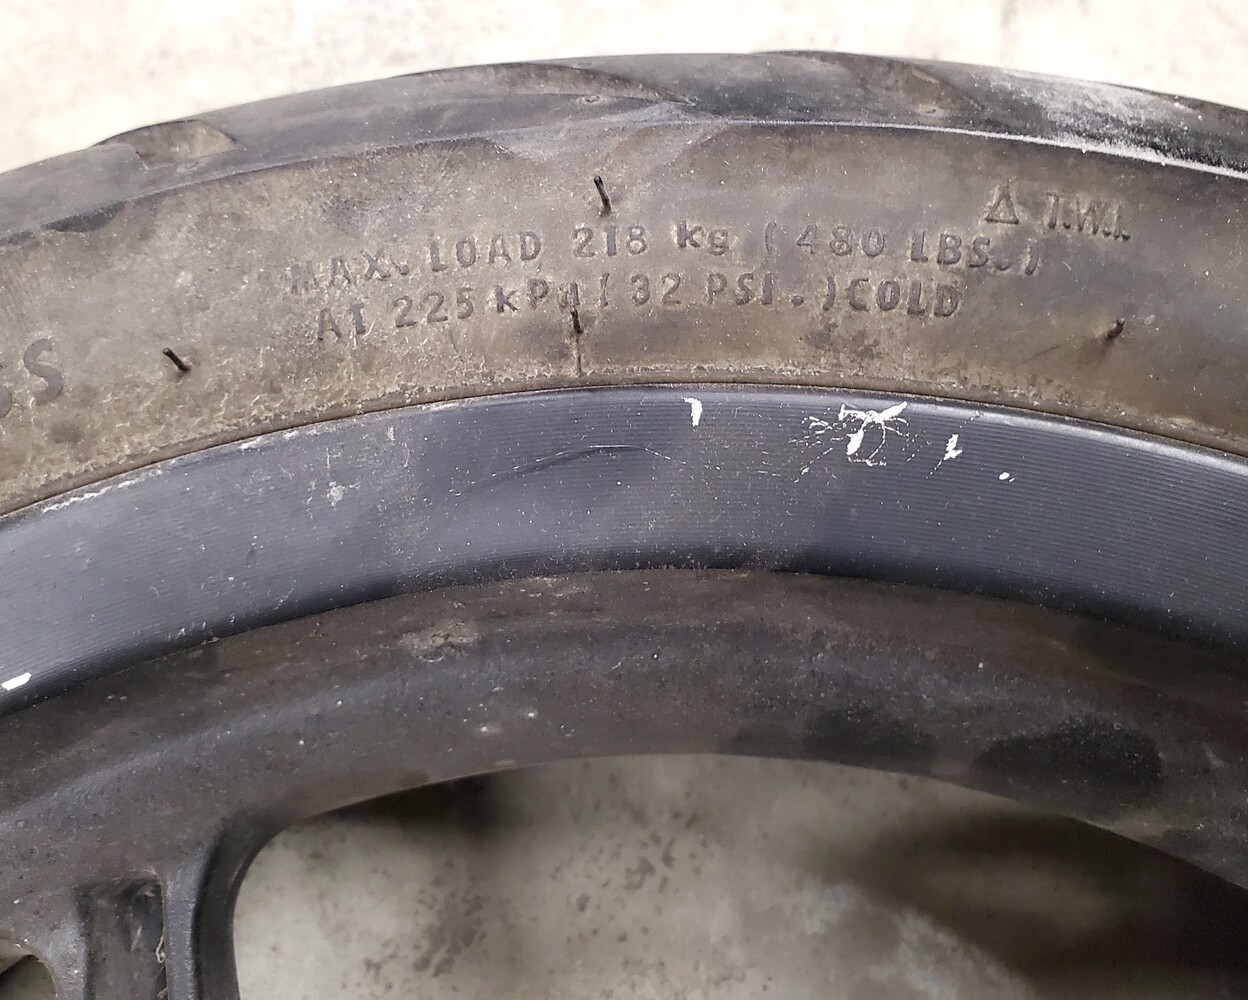 △ T.W.I.
MAX. LOAD 218 kg ( 480 LBS.)
AT 225 kPa ( 32 PSI.)COLD